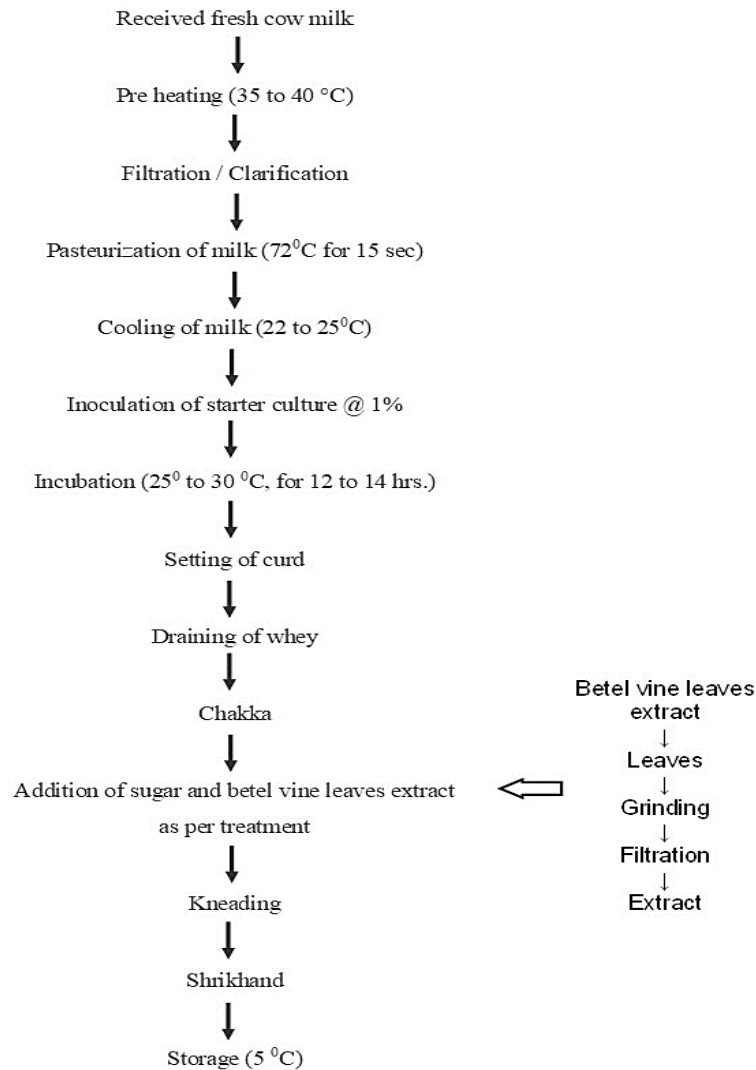 Received fresh cow milk
Pre heating (35 to 40 °C)
Filtration / Clarification
Pasteurization of milk (72⁰C for 15 sec)
Cooling of milk (22 to 25⁰C)
Inoculation of starter culture @ 1%
Incubation (25⁰ to 30 ⁰C, for 12 to 14 hrs.)
Setting of curd
Draining of whey
Chakka
Addition of sugar and betel vine leaves extract
as per treatment
Kneading
Shrikhand
Storage (5 ⁰C)
Betel vine leaves
extract
Leaves
Grinding
Filtration
Extract